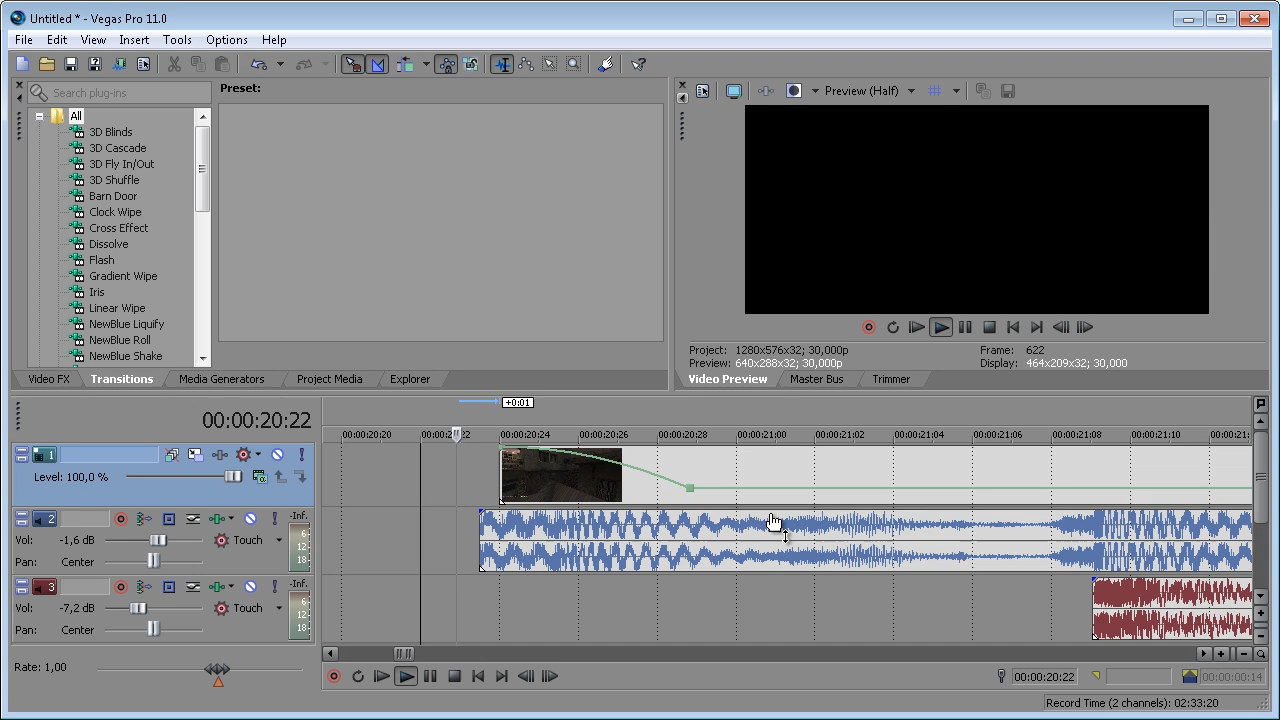 Untitled * - Vegas Pro 11.0
File Edit View Insert Tools Options Help
Search plug-ins
Preset:
Preview (Half)
All
3D Blinds
3D Cascade
3D Fly In/Out
3D Shuffle
Barn Door
Clock Wipe
Cross Effect
Dissolve
Flash
Gradient Wipe
Iris
Linear Wipe
NewBlue Liquify
NewBlue Roll
NewBlue Shake
Project: 1280x576x32; 30,000p Frame: 622
Preview: 640x288x32; 30,000p Display: 464x209x32; 30,000
Video FX Transitions Media Generators Project Media Explorer
Video Preview Master Bus Trimmer
+0:01
00:00:20:22
00:00:20:20 00:00:20:24 00:00:20:26 00:00:20:28 00:00:21:00 00:00:21:02 00:00:21:04 00:00:21:06 00:00:21:08 00:00:21:10
1
Level: 100,0 %
2 -Inf.
Vol: -1,6 dB Touch 6
12
Pan: Center 18
3 -Inf.
Vol: -7,2 dB Touch 6
12
Pan: Center 18
Rate: 1,00
00:00:20:22 00:00:00:14
Record Time (2 channels): 02:33:20